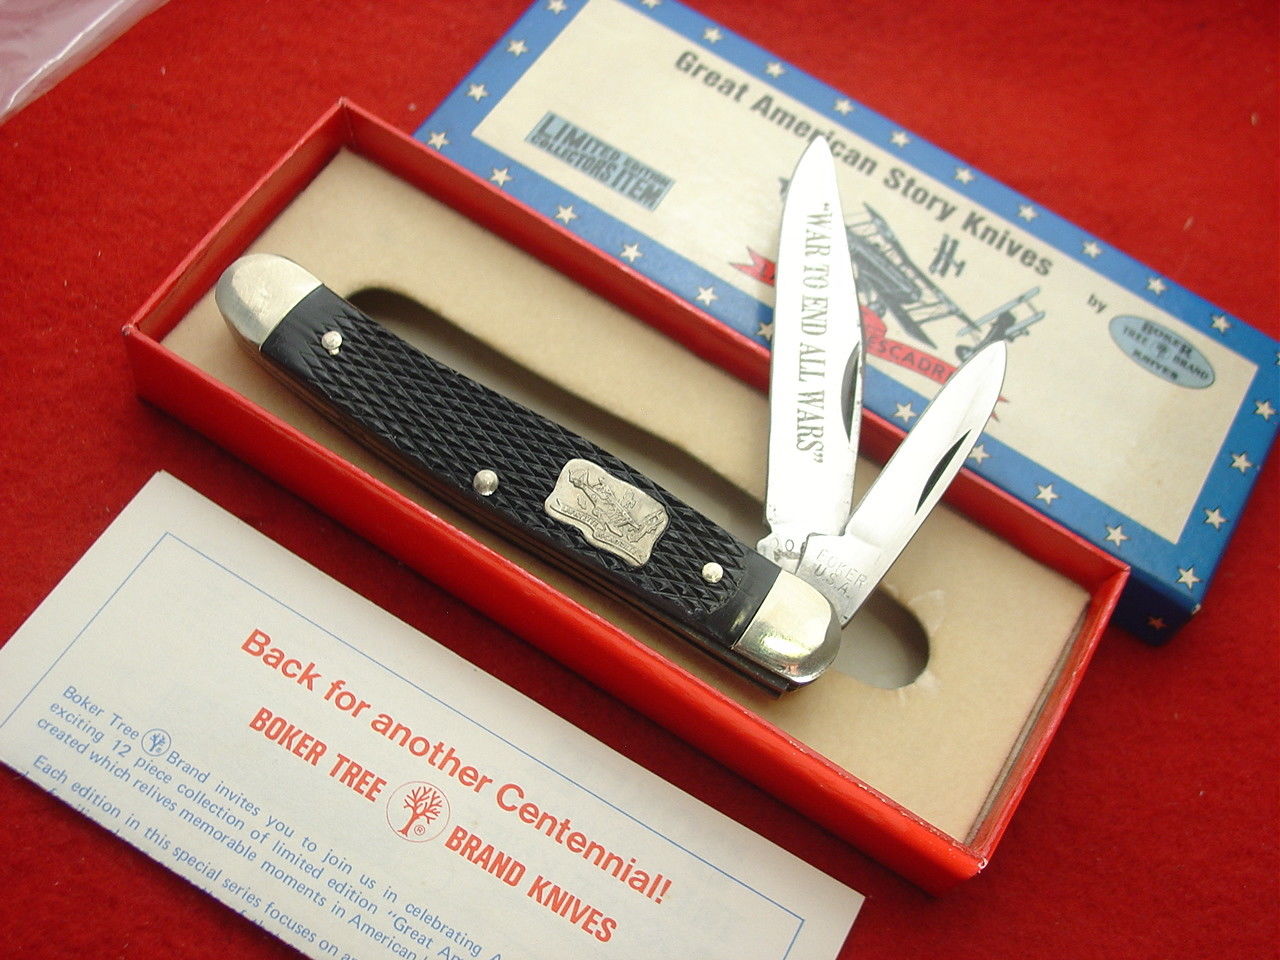 Great American Story Knives
LIMITED EDITION
COLLECTORS ITEM
by
BOKER
TREE BRAND
KNIVES
ESCADRI
"WAR TO END ALL WARS"
BOKER
U.S.A.
Back for another Centennial!
BOKER TREE ® BRAND KNIVES
Boker Tree ® Brand invites you to join us in celebrating
exciting 12 piece collection of limited edition "Great Am
created which relives memorable moments in American
Each edition in this special series focuses on an